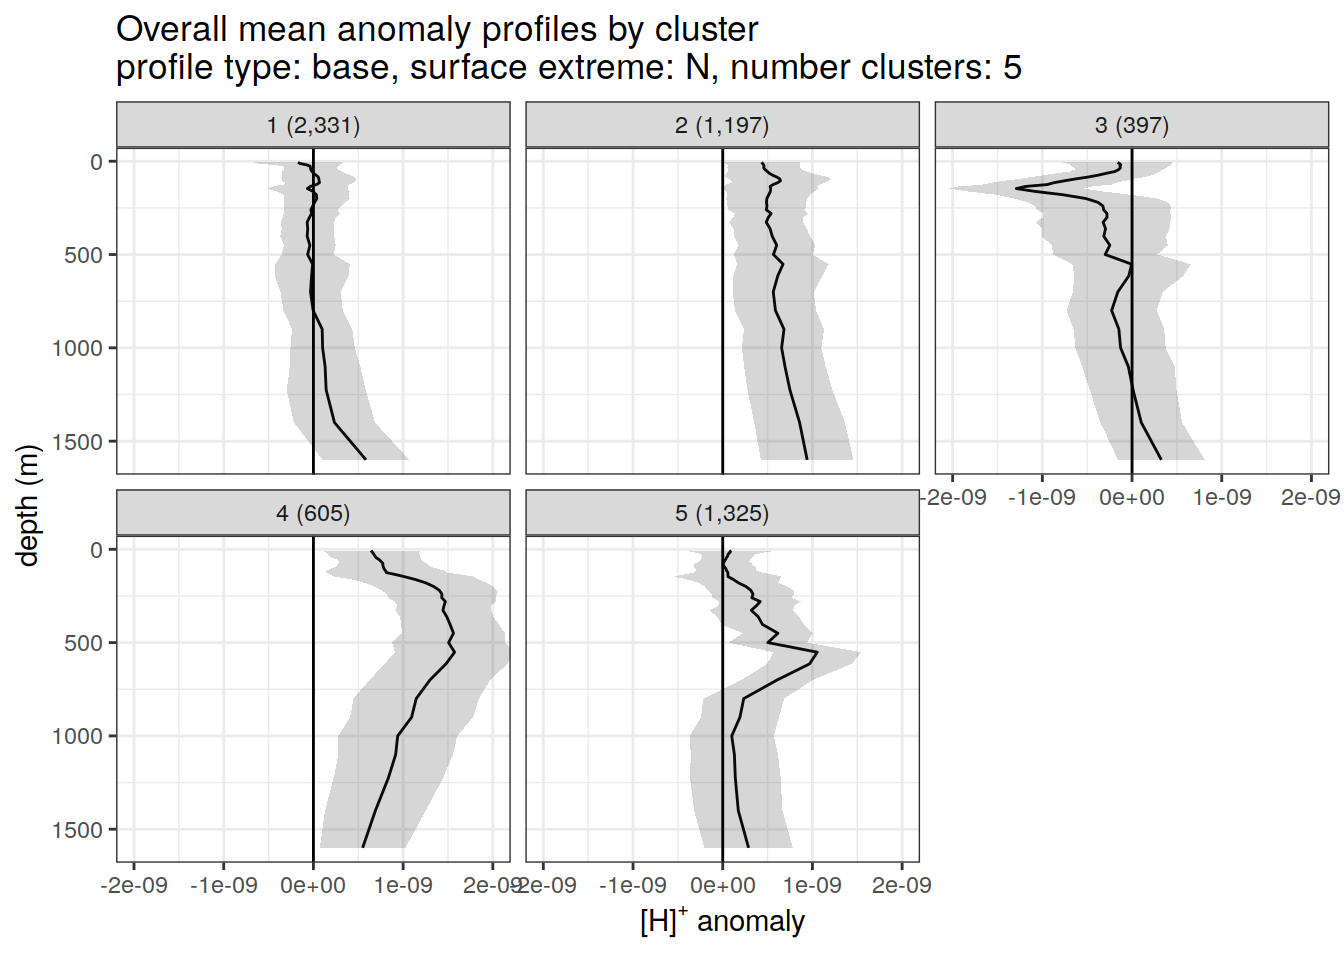 Overall mean anomaly profiles by cluster
profile type: base, surface extreme: N, number clusters: 5
1 (2,331)
2 (1,197)
3 (397)
0
500
1000
1500
-2e-09 -1e-09 0e+00 1e-09 2e-09
4 (605)
5 (1,325)
0
500
1000
1500
-2e-09 -1e-09 0e+00 1e-09 2e-09
-2e-09 -1e-09 0e+00 1e-09 2e-09
depth (m)
[H]⁺ anomaly